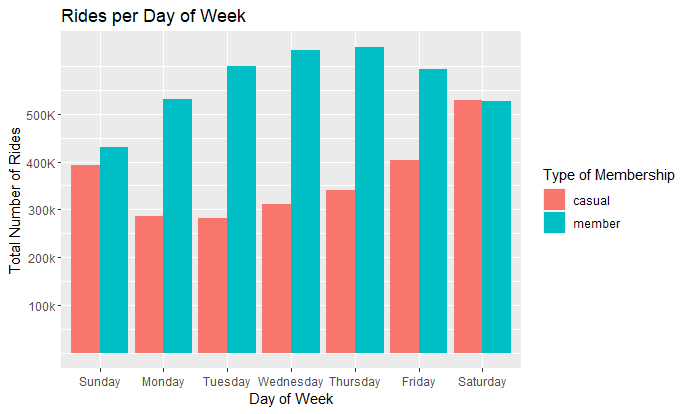 Rides per Day of Week
Total Number of Rides
500K
400K
300k
200k
100k
Sunday Monday Tuesday Wednesday Thursday Friday Saturday
Day of Week
Type of Membership
casual
member